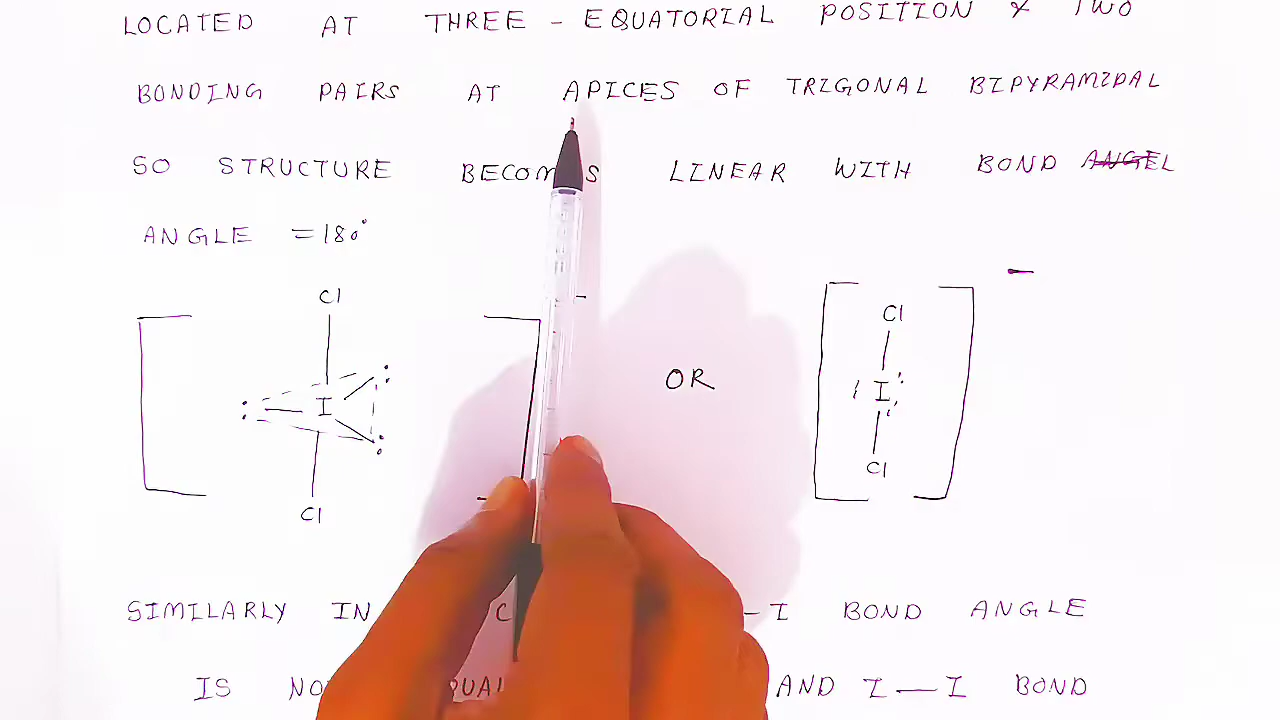 LOCATED AT THREE - EQUATORIAL POSITION & TWO
BONDING PAIRS AT APICES OF TRIGONAL BIPYRAMIDAL
SO STRUCTURE LINEAR WITH BOND ANGEL
ANGLE = 180°
Cl
I
Cl
OR
Cl
I
Cl
SIMILARLY IN - I BOND ANGLE
IS AND I — I BOND